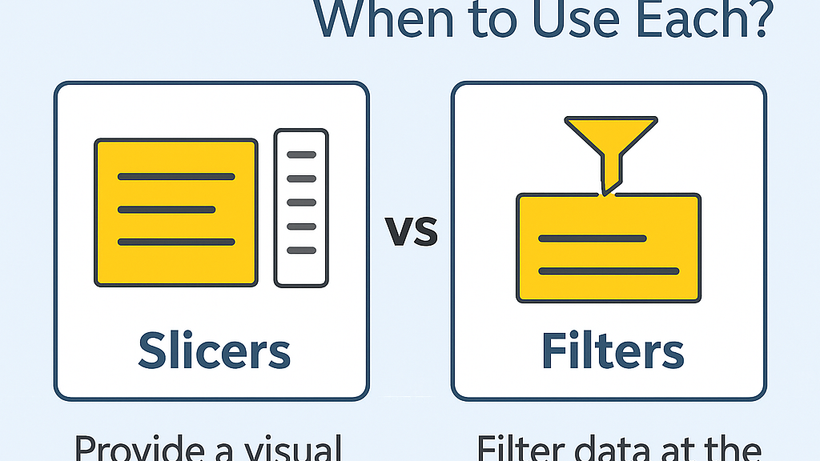 When to Use Each?
vs
Slicers
Filters
Provide a visual
Filter data at the